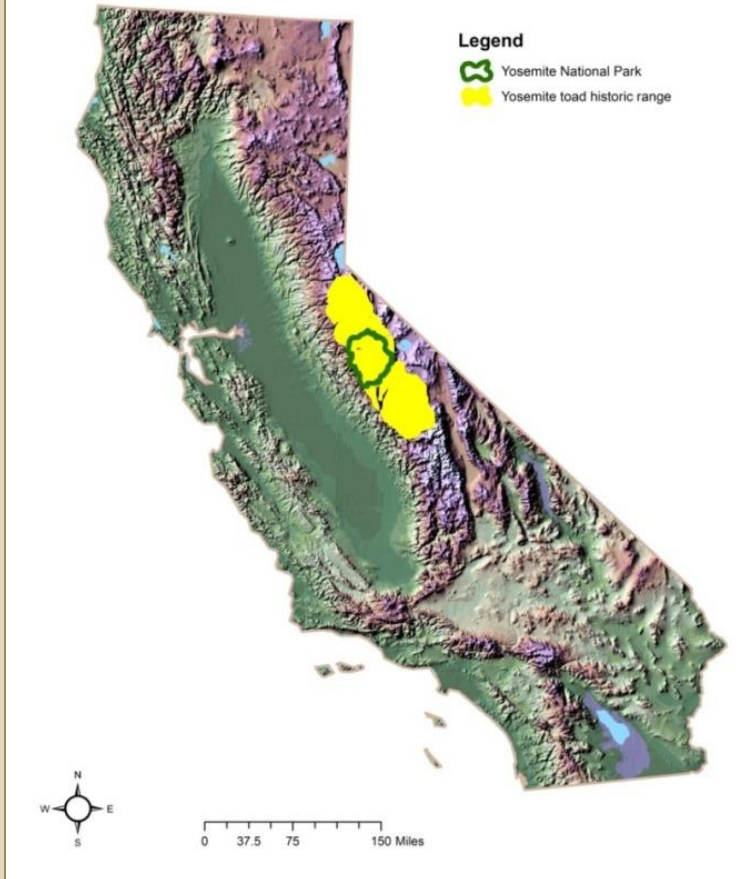 Legend
Yosemite National Park
Yosemite toad historic range
N
W E
S
0 37.5 75 150 Miles